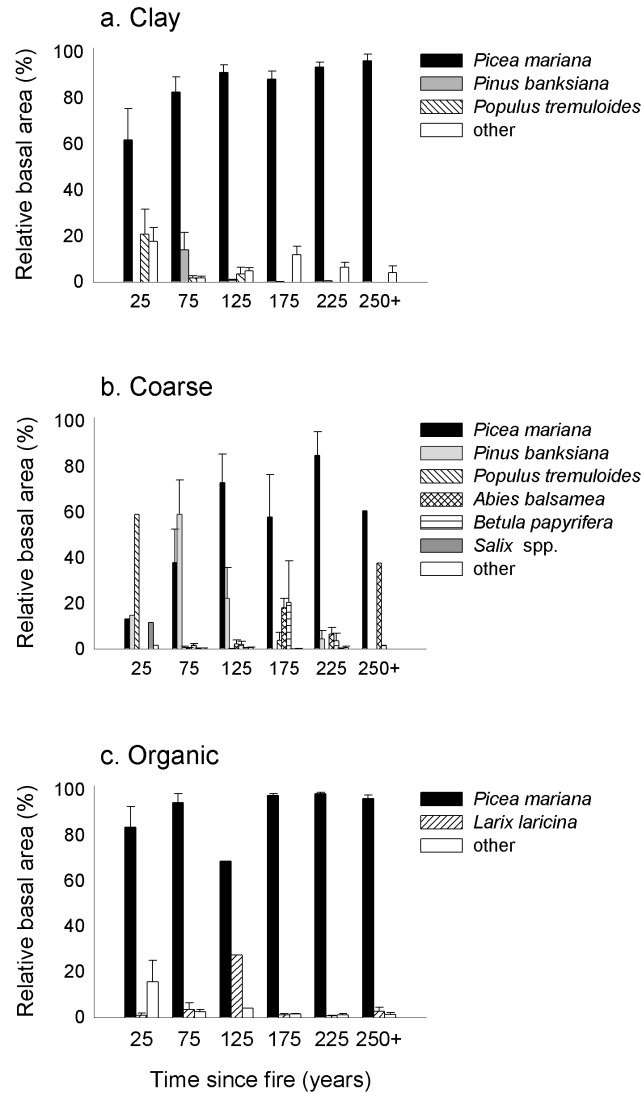 a. Clay
Relative basal area (%)
100
80
60
40
20
0
25 75 125 175 225 250+
Picea mariana
Pinus banksiana
Populus tremuloides
other
b. Coarse
Relative basal area (%)
100
80
60
40
20
0
25 75 125 175 225 250+
Picea mariana
Pinus banksiana
Populus tremuloides
Abies balsamea
Betula papyrifera
Salix spp.
other
c. Organic
Relative basal area (%)
100
80
60
40
20
0
25 75 125 175 225 250+
Picea mariana
Larix laricina
other
Time since fire (years)